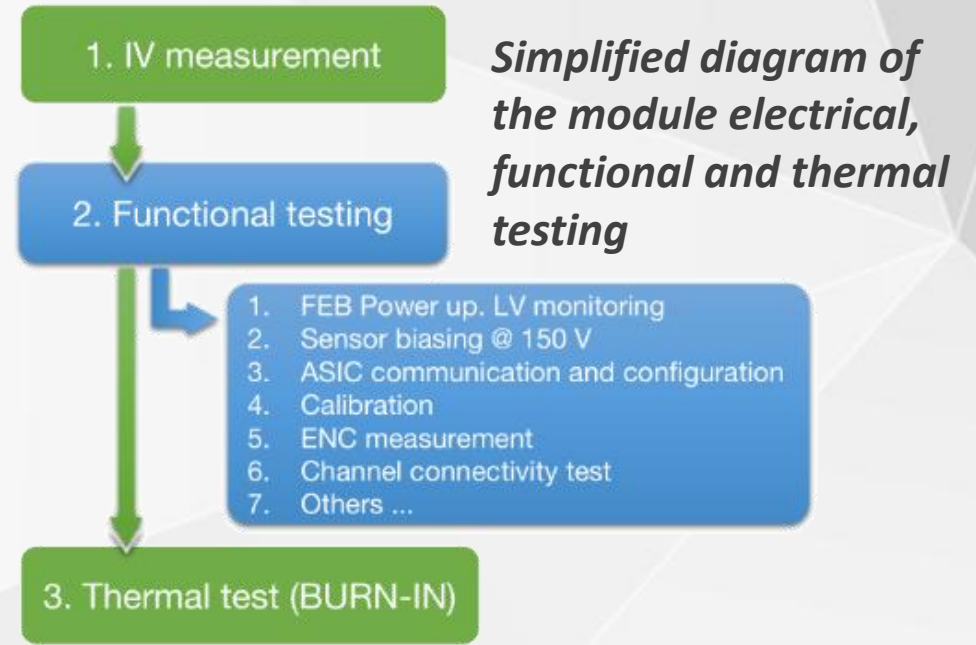 1. IV measurement
Simplified diagram of
the module electrical,
functional and thermal
testing
2. Functional testing
1. FEB Power up. LV monitoring
2. Sensor biasing @ 150 V
3. ASIC communication and configuration
4. Calibration
5. ENC measurement
6. Channel connectivity test
7. Others ...
3. Thermal test (BURN-IN)